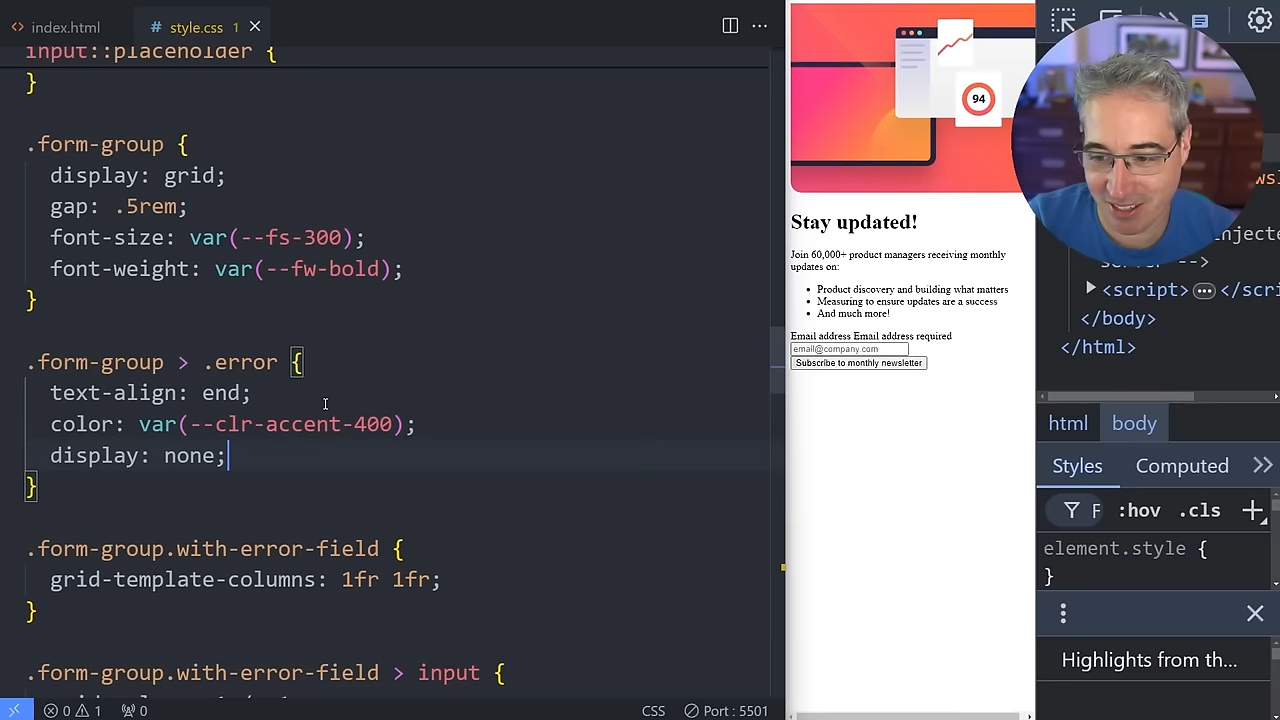 index.html
style.css 1
input::placeholder {
}
.form-group {
display: grid;
gap: .5rem;
font-size: var(--fs-300);
font-weight: var(--fw-bold);
}
.form-group > .error {
text-align: end;
color: var(--clr-accent-400);
display: none;
}
.form-group.with-error-field {
grid-template-columns: 1fr 1fr;
}
.form-group.with-error-field > input {
0 1 0
CSS
Port : 5501
94
Stay updated!
Join 60,000+ product managers receiving monthly
updates on:
Product discovery and building what matters
Measuring to ensure updates are a success
And much more!
Email address Email address required
email@company.com
Subscribe to monthly newsletter
server -->
<script>
</body>
</html>
html body
Styles Computed
F :hov .cls
element.style {
}
Highlights from th...